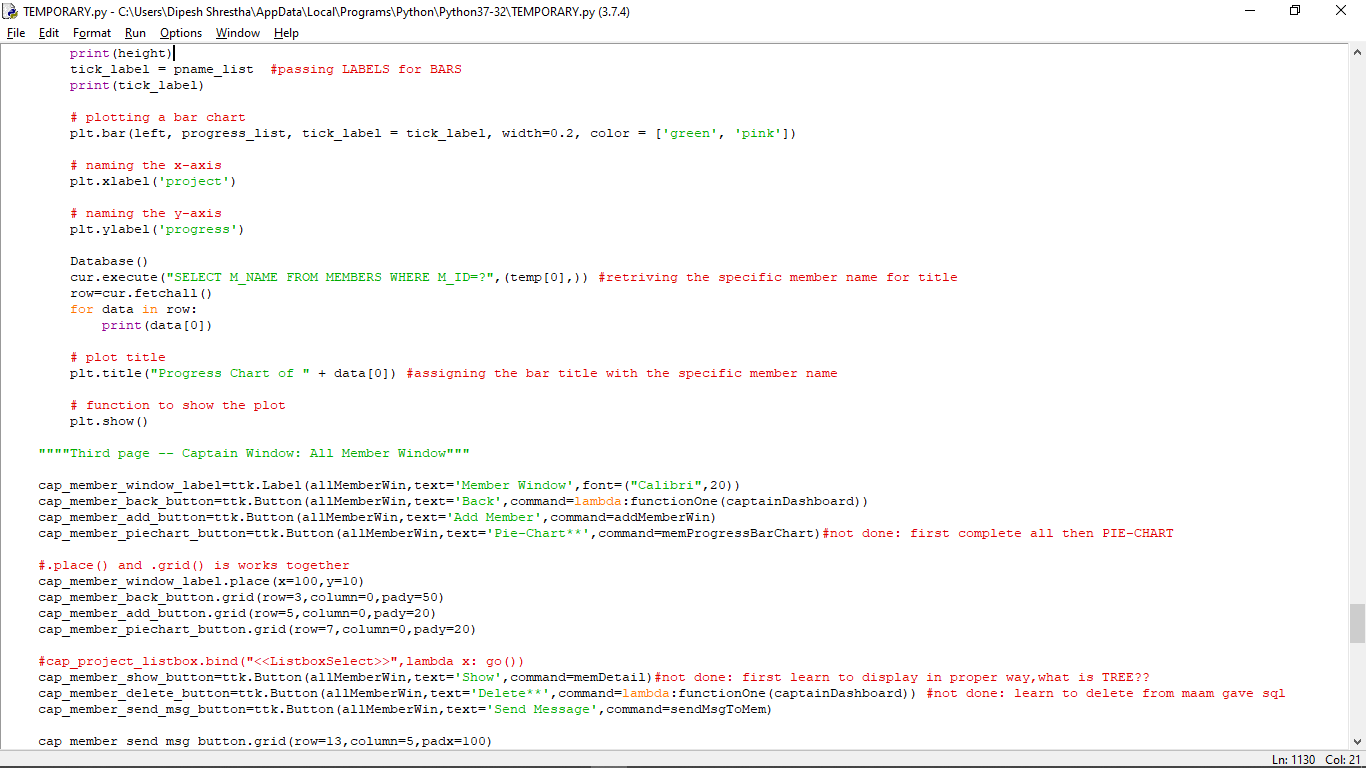 TEMPORARY.py - C:\Users\Dipesh Shrestha\AppData\Local\Programs\Python\Python37-32\TEMPORARY.py (3.7.4)
File Edit Format Run Options Window Help
print(height)
tick_label = pname_list  #passing LABELS for BARS
print(tick_label)
# plotting a bar chart
plt.bar(left, progress_list, tick_label = tick_label, width=0.2, color = ['green', 'pink'])
# naming the x-axis
plt.xlabel('project')
# naming the y-axis
plt.ylabel('progress')
Database()
cur.execute("SELECT M_NAME FROM MEMBERS WHERE M_ID=?",(temp[0],)) #retriving the specific member name for title
row=cur.fetchall()
for data in row:
print(data[0])
# plot title
plt.title("Progress Chart of " + data[0]) #assigning the bar title with the specific member name
# function to show the plot
plt.show()
""""Third page -- Captain Window: All Member Window"""
cap_member_window_label=ttk.Label(allMemberWin,text='Member Window',font=("Calibri",20))
cap_member_back_button=ttk.Button(allMemberWin,text='Back',command=lambda:functionOne(captainDashboard))
cap_member_add_button=ttk.Button(allMemberWin,text='Add Member',command=addMemberWin)
cap_member_piechart_button=ttk.Button(allMemberWin,text='Pie-Chart**',command=memProgressBarChart)#not done: first complete all then PIE-CHART
#.place() and .grid() is works together
cap_member_window_label.place(x=100,y=10)
cap_member_back_button.grid(row=3,column=0,pady=50)
cap_member_add_button.grid(row=5,column=0,pady=20)
cap_member_piechart_button.grid(row=7,column=0,pady=20)
#cap_project_listbox.bind("<<ListboxSelect>>",lambda x: go())
cap_member_show_button=ttk.Button(allMemberWin,text='Show',command=memDetail)#not done: first learn to display in proper way,what is TREE??
cap_member_delete_button=ttk.Button(allMemberWin,text='Delete**',command=lambda:functionOne(captainDashboard)) #not done: learn to delete from maam gave sql
cap_member_send_msg_button=ttk.Button(allMemberWin,text='Send Message',command=sendMsgToMem)
cap_member_send_msg_button.grid(row=13,column=5,padx=100)
Ln: 1130 Col: 21